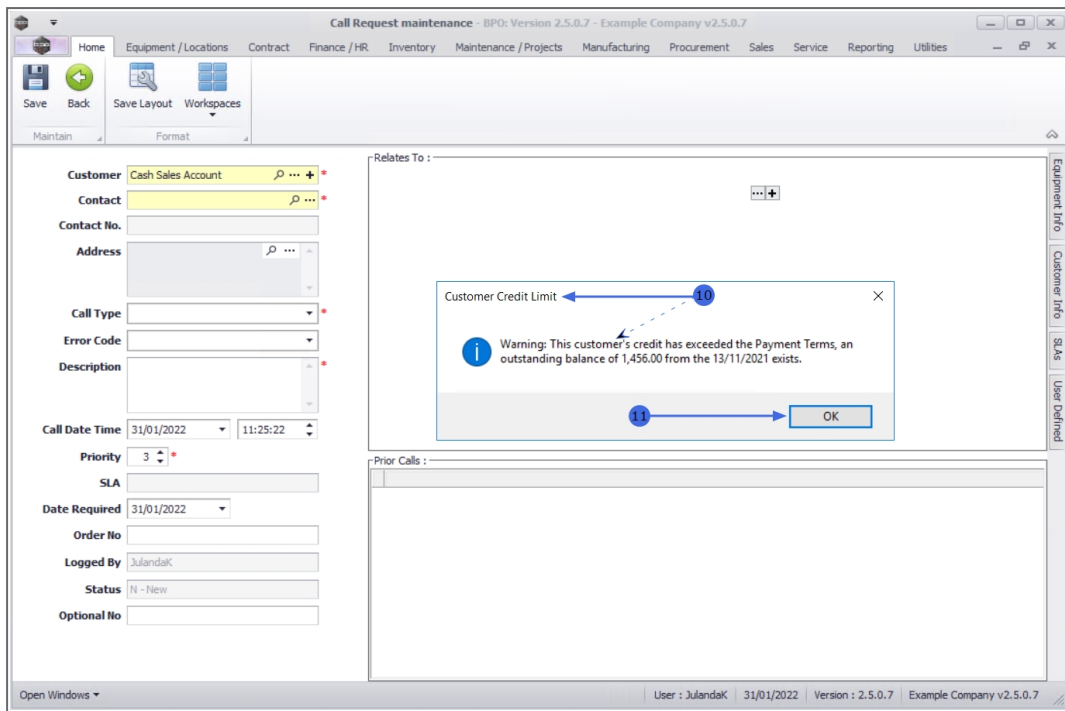 Call Request maintenance - BPO: Version 2.5.0.7 - Example Company v2.5.0.7
Home Equipment / Locations Contract Finance / HR Inventory Maintenance / Projects Manufacturing Procurement Sales Service Reporting Utilities
Save Back Save Layout Workspaces
Maintain Format
Customer Cash Sales Account *
Contact *
Contact No.
Address
Call Type *
Error Code
Description *
Call Date Time 31/01/2022 11:25:22
Priority 3 *
SLA
Date Required 31/01/2022
Order No
Logged By JulandaK
Status N - New
Optional No
Relates To :
Customer Credit Limit 10
Warning: This customer's credit has exceeded the Payment Terms, an
outstanding balance of 1,456.00 from the 13/11/2021 exists.
11 OK
Prior Calls :
Equipment Info
Customer Info
SLAs
User Defined
Open Windows User : JulandaK 31/01/2022 Version : 2.5.0.7 Example Company v2.5.0.7